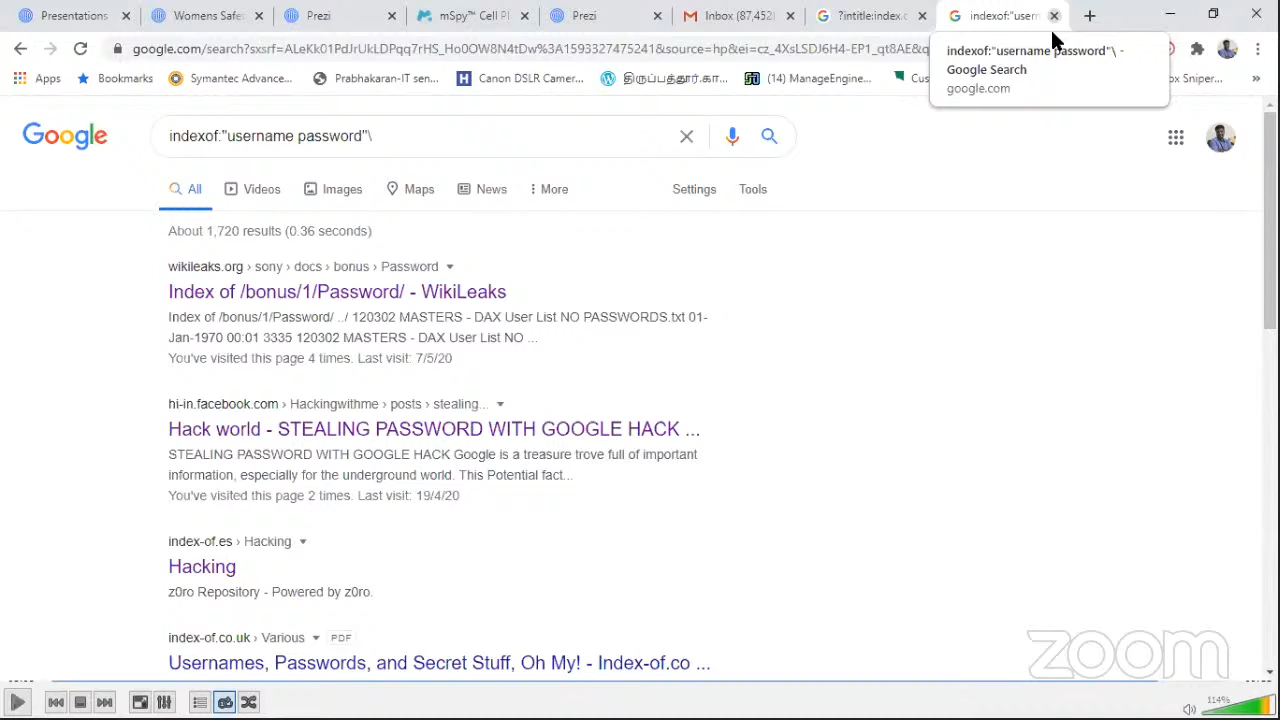 Presentations
Womens Safe
Prezi
mSpy™ Cell Pl
Prezi
Inbox (87,452)
?intitle:index.c
indexof:"usern
google.com/search?sxsrf=ALeKk01PdJbUkLDPqq7rHS_Ho0OW8N4tDw%3A1593327475241&source=hp&ei=cz_4XsLSDJ6H4-EP1_qt8AE&q
indexof:"username password"\ -
Google Search
google.com
Apps
Bookmarks
Symantec Advance...
Prabhakaran-IT sen...
Canon DSLR Camer...
திருப்பத்தூர்.கா...
(14) ManageEngine...
Cus
ox Sniper...
»
Google
indexof:"username password"\
All
Videos
Images
Maps
News
More
Settings
Tools
About 1,720 results (0.36 seconds)
wikileaks.org › sony › docs › bonus › Password
Index of /bonus/1/Password/ - WikiLeaks
Index of /bonus/1/Password/ ../ 120302 MASTERS - DAX User List NO PASSWORDS.txt 01-
Jan-1970 00:01 3335 120302 MASTERS - DAX User List NO ...
You've visited this page 4 times. Last visit: 7/5/20
hi-in.facebook.com › Hackingwithme › posts › stealing...
Hack world - STEALING PASSWORD WITH GOOGLE HACK ...
STEALING PASSWORD WITH GOOGLE HACK Google is a treasure trove full of important
information, especially for the underground world. This Potential fact...
You've visited this page 2 times. Last visit: 19/4/20
index-of.es › Hacking
Hacking
z0ro Repository - Powered by z0ro.
index-of.co.uk › Various PDF
Usernames, Passwords, and Secret Stuff, Oh My! - Index-of.co ...
zoom
114%